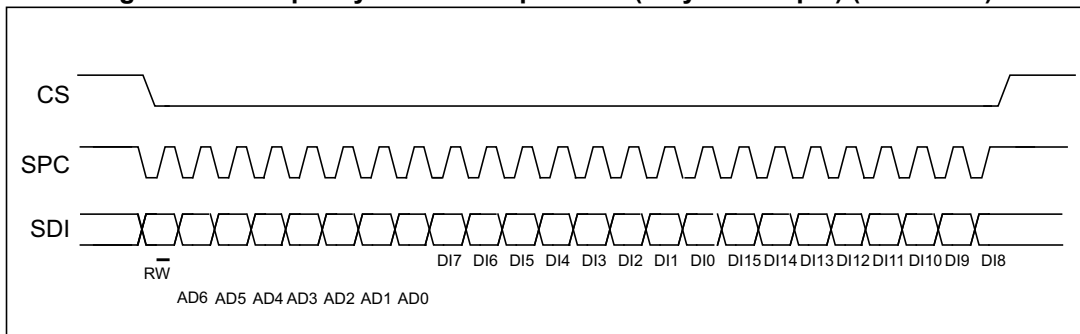 CS
SPC
SDI
RW
DI7 DI6 DI5 DI4 DI3 DI2 DI1 DI0 DI15 DI14 DI13 DI12 DI11 DI10 DI9 DI8
AD6 AD5 AD4 AD3 AD2 AD1 AD0